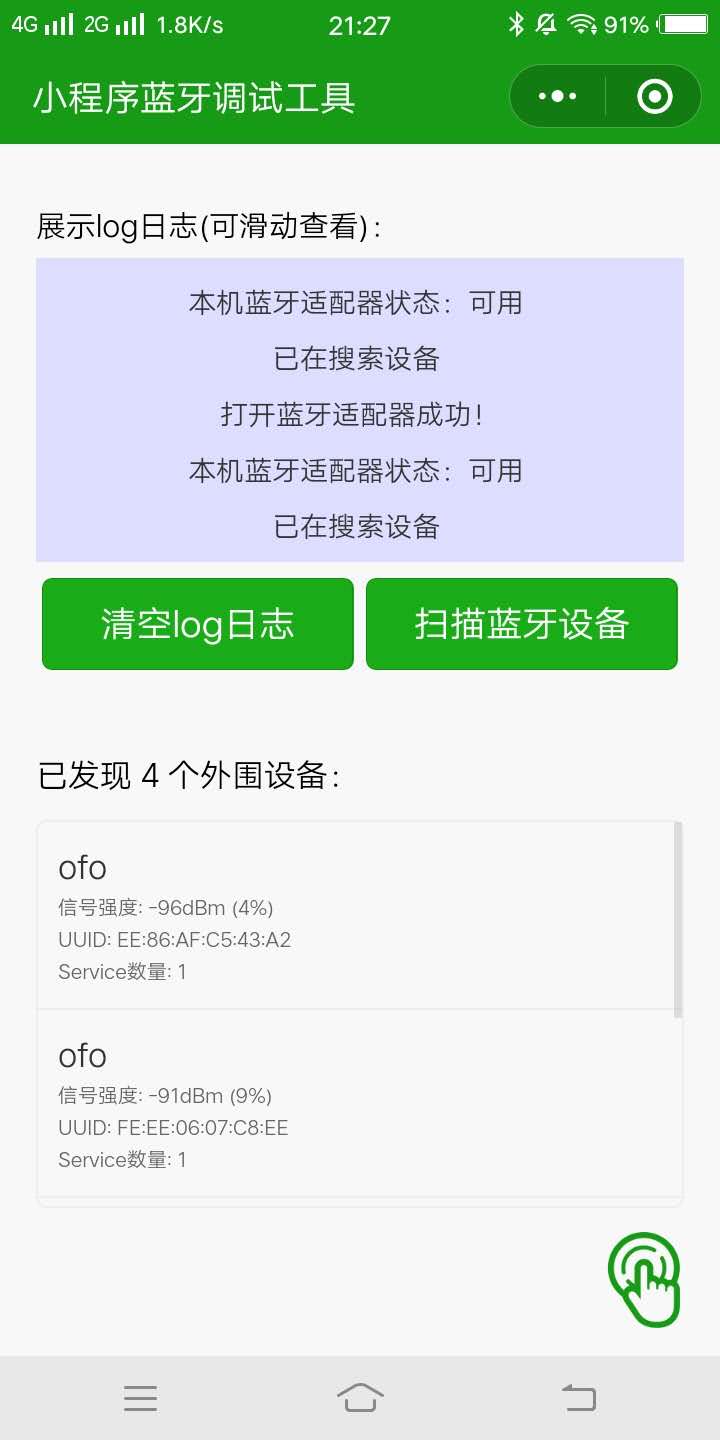 4G 2G 1.8K/s 21:27 91%
小程序蓝牙调试工具
展示log日志(可滑动查看):
本机蓝牙适配器状态：可用
已在搜索设备
打开蓝牙适配器成功！
本机蓝牙适配器状态：可用
已在搜索设备
清空log日志 扫描蓝牙设备
已发现 4 个外围设备：
ofo
信号强度: -96dBm (4%)
UUID: EE:86:AF:C5:43:A2
Service数量: 1
ofo
信号强度: -91dBm (9%)
UUID: FE:EE:06:07:C8:EE
Service数量: 1